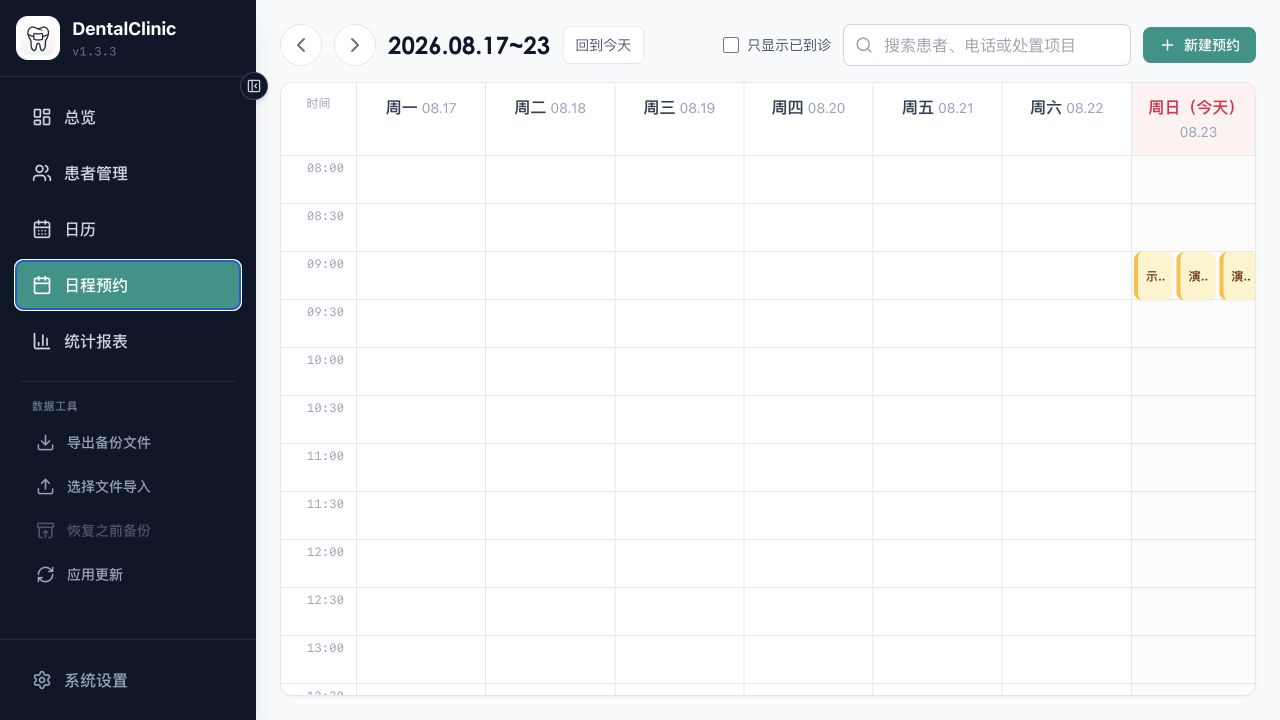 DentalClinic
v1.3.3
总览
患者管理
日历
日程预约
统计报表
数据工具
导出备份文件
选择文件导入
恢复之前备份
应用更新
系统设置
2026.08.17~23
回到今天
只显示已到诊
搜索患者、电话或处置项目
新建预约
时间
周一 08.17
周二 08.18
周三 08.19
周四 08.20
周五 08.21
周六 08.22
周日（今天）
08.23
08:00
08:30
09:00
示..
演..
演..
09:30
10:00
10:30
11:00
11:30
12:00
12:30
13:00